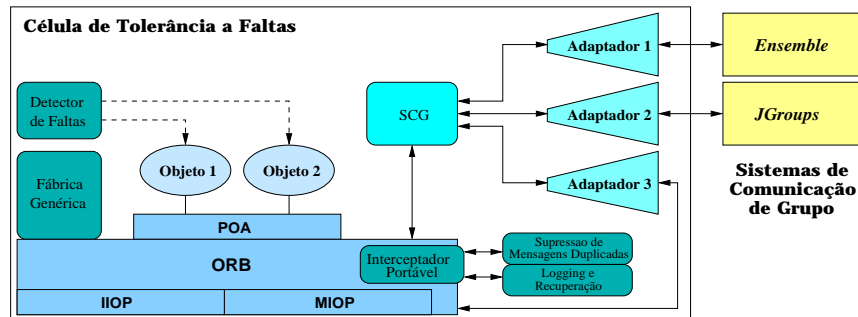 Célula de Tolerância a Faltas
Detector
de Faltas
Fábrica
Genérica
Objeto 1
Objeto 2
POA
ORB
IIOP
MIOP
SCG
Interceptador
Portável
Supressao de
Mensagens Duplicadas
Logging e
Recuperação
Adaptador 1
Adaptador 2
Adaptador 3
Ensemble
JGroups
Sistemas de
Comunicação
de Grupo